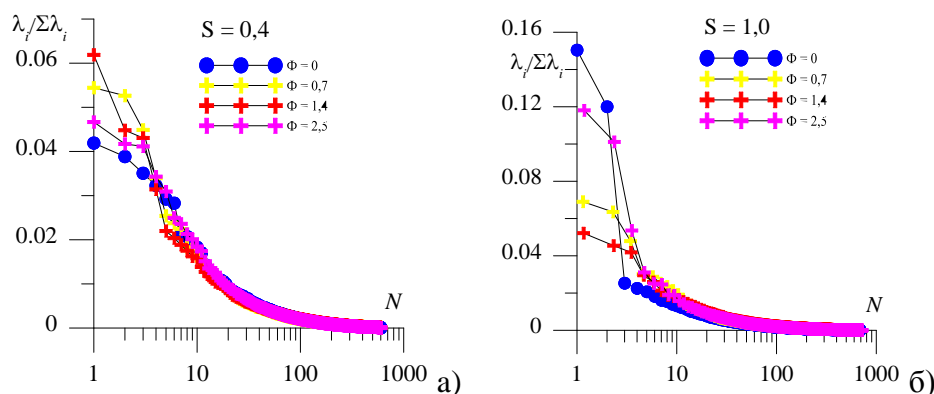 λi/Σλi
S = 0,4
Φ = 0
Φ = 0,7
Φ = 1,4
Φ = 2,5
0.06
0.04
0.02
0
N
1
10
100
1000
а)
λi/Σλi
S = 1,0
Φ = 0
Φ = 0,7
Φ = 1,4
Φ = 2,5
0.16
0.12
0.08
0.04
0
N
1
10
100
1000
б)